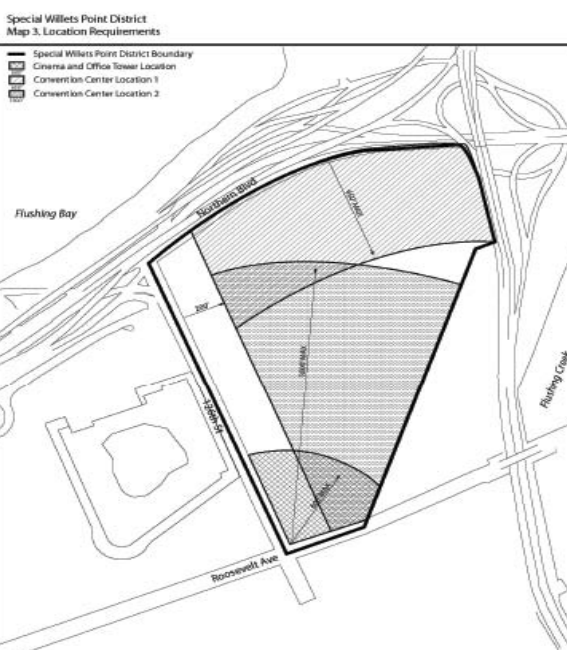 Special Willets Point District
Map 3. Location Requirements
Special Willets Point District Boundary
Cinema and Office Tower Location
Convention Center Location 1
Convention Center Location 2
Northern Blvd
Flushing Bay
200'
126th St
Flushing Creek
Roosevelt Ave